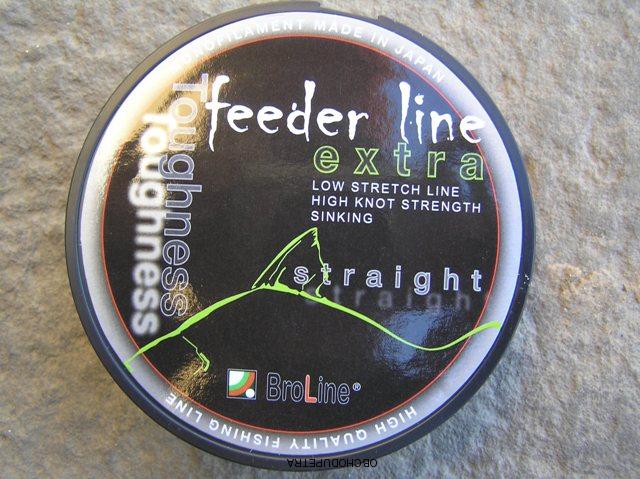 MONOFILAMENT MADE IN JAPAN
Toughness
Toughness
feeder line
extra
LOW STRETCH LINE
HIGH KNOT STRENGTH
SINKING
straight
straight
BroLine®
HIGH QUALITY FISHING LINE
OBCHODUPETRA